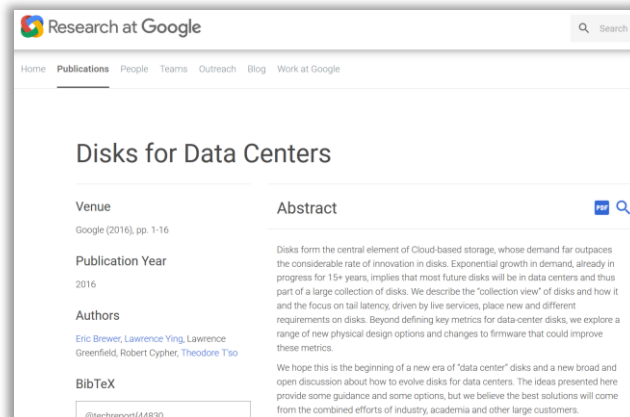 Research at Google
Search
Home Publications People Teams Outreach Blog Work at Google
Disks for Data Centers
Venue
Google (2016), pp. 1-16
Publication Year
2016
Authors
Eric Brewer, Lawrence Ying, Lawrence
Greenfield, Robert Cypher, Theodore T'so
BibTeX
@techreport{44830,
Abstract
PDF
Disks form the central element of Cloud-based storage, whose demand far outpaces
the considerable rate of innovation in disks. Exponential growth in demand, already in
progress for 15+ years, implies that most future disks will be in data centers and thus
part of a large collection of disks. We describe the "collection view" of disks and how it
and the focus on tail latency, driven by live services, place new and different
requirements on disks. Beyond defining key metrics for data-center disks, we explore a
range of new physical design options and changes to firmware that could improve
these metrics.
We hope this is the beginning of a new era of "data center" disks and a new broad and
open discussion about how to evolve disks for data centers. The ideas presented here
provide some guidance and some options, but we believe the best solutions will come
from the combined efforts of industry, academia and other large customers.